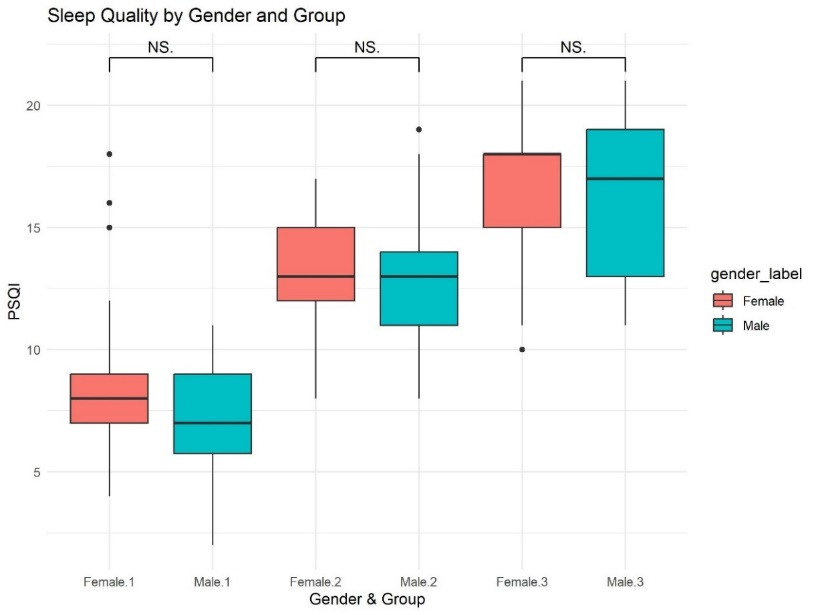 Sleep Quality by Gender and Group
NS. NS. NS.
20
15
10
5
PSQI
Female.1 Male.1 Female.2 Male.2 Female.3 Male.3
Gender & Group
gender_label
Female
Male